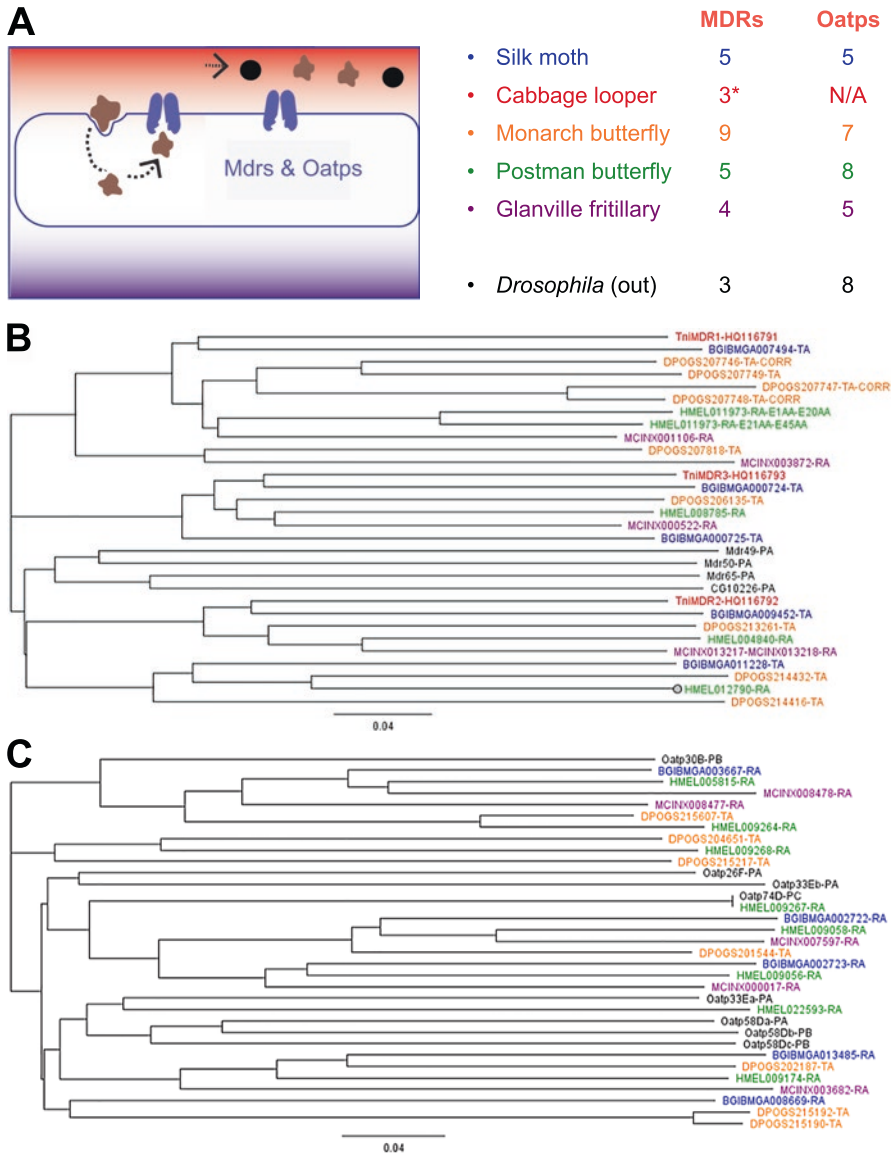 A
MDRs Oatps
• Silk moth 5 5
• Cabbage looper 3* N/A
• Monarch butterfly 9 7
• Postman butterfly 5 8
• Glanville fritillary 4 5
• Drosophila (out) 3 8
Mdrs & Oatps
B
TniMDR1-HQ116791
BGIBMGA007494-TA
DPOGS207746-TA-CORR
DPOGS207749-TA
DPOGS207747-TA-CORR
DPOGS207748-TA-CORR
HMEL011973-RA-E1AA-E20AA
HMEL011973-RA-E21AA-E45AA
MCINX001106-RA
DPOGS207818-TA
MCINX003872-RA
TniMDR3-HQ116793
BGIBMGA000724-TA
DPOGS206135-TA
HMEL008785-RA
MCINX000522-RA
BGIBMGA000725-TA
Mdr49-PA
Mdr50-PA
Mdr65-PA
CG10226-PA
TniMDR2-HQ116792
BGIBMGA009452-TA
DPOGS213261-TA
HMEL004840-RA
MCINX013217-MCINX013218-RA
BGIBMGA011228-TA
DPOGS214432-TA
HMEL012790-RA
DPOGS214416-TA
0.04
C
Oatp30B-PB
BGIBMGA003667-RA
HMEL005815-RA
MCINX008478-RA
MCINX008477-RA
DPOGS215607-TA
HMEL009264-RA
DPOGS204651-TA
HMEL009268-RA
DPOGS215217-TA
Oatp26F-PA
Oatp33Eb-PA
Oatp74D-PC
HMEL009267-RA
BGIBMGA002722-RA
HMEL009058-RA
MCINX007597-RA
DPOGS201544-TA
BGIBMGA002723-RA
HMEL009056-RA
MCINX000017-RA
Oatp33Ea-PA
HMEL022593-RA
Oatp58Da-PA
Oatp58Db-PB
Oatp58Dc-PB
BGIBMGA013485-RA
DPOGS202187-TA
HMEL009174-RA
MCINX003682-RA
BGIBMGA008669-RA
DPOGS215192-TA
DPOGS215190-TA
0.04